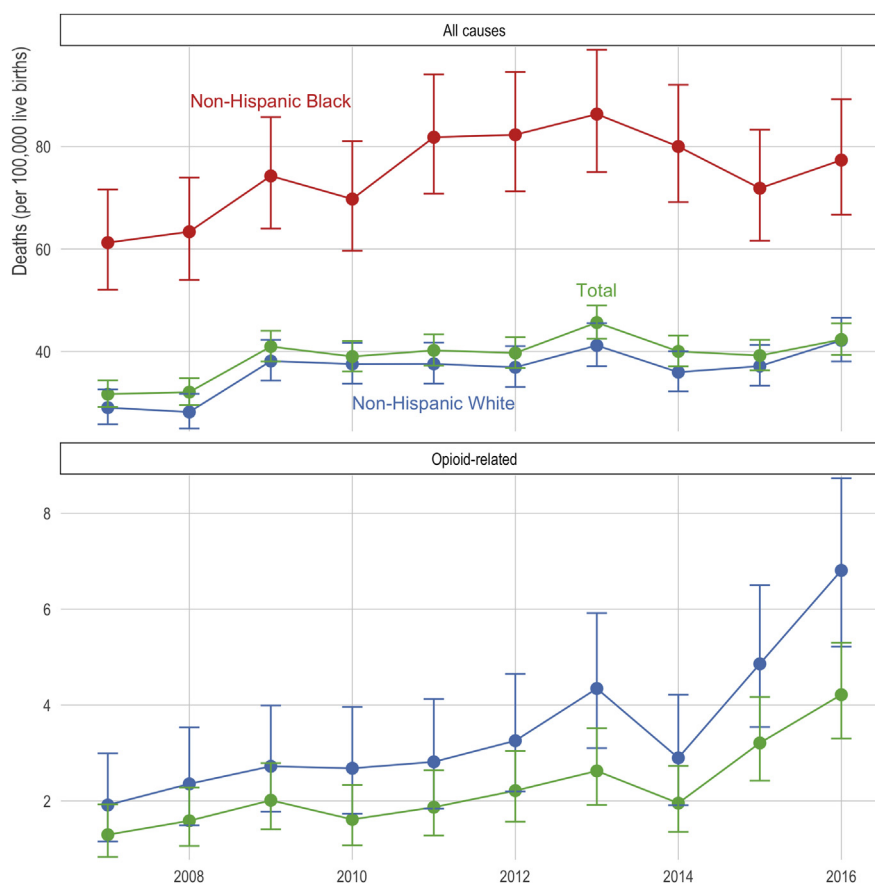 All causes
Deaths (per 100,000 live births)
Non-Hispanic Black
80
60
Total
40
Non-Hispanic White
Opioid-related
8
6
4
2
2008
2010
2012
2014
2016